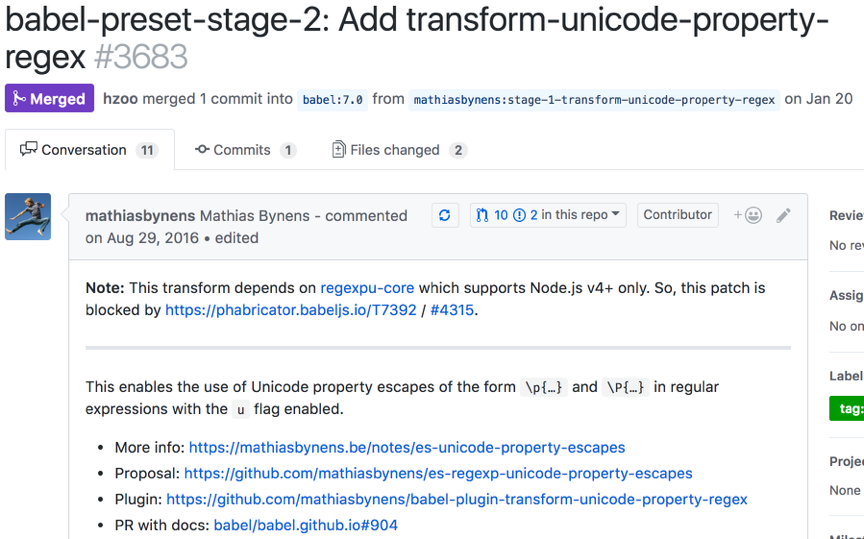 babel-preset-stage-2: Add transform-unicode-property-
regex #3683
Merged hzoo merged 1 commit into babel:7.0 from mathiasbynens:stage-1-transform-unicode-property-regex on Jan 20
Conversation 11 Commits 1 Files changed 2
mathiasbynens Mathias Bynens - commented 10 2 in this repo Contributor +
on Aug 29, 2016 • edited
Note: This transform depends on regexpu-core which supports Node.js v4+ only. So, this patch is
blocked by https://phabricator.babeljs.io/T7392 / #4315.
This enables the use of Unicode property escapes of the form \p{…} and \P{…} in regular
expressions with the u flag enabled.
• More info: https://mathiasbynens.be/notes/es-unicode-property-escapes
• Proposal: https://github.com/mathiasbynens/es-regexp-unicode-property-escapes
• Plugin: https://github.com/mathiasbynens/babel-plugin-transform-unicode-property-regex
• PR with docs: babel/babel.github.io#904
Revie
No rev
Assig
No on
Label
tag:
Projec
None